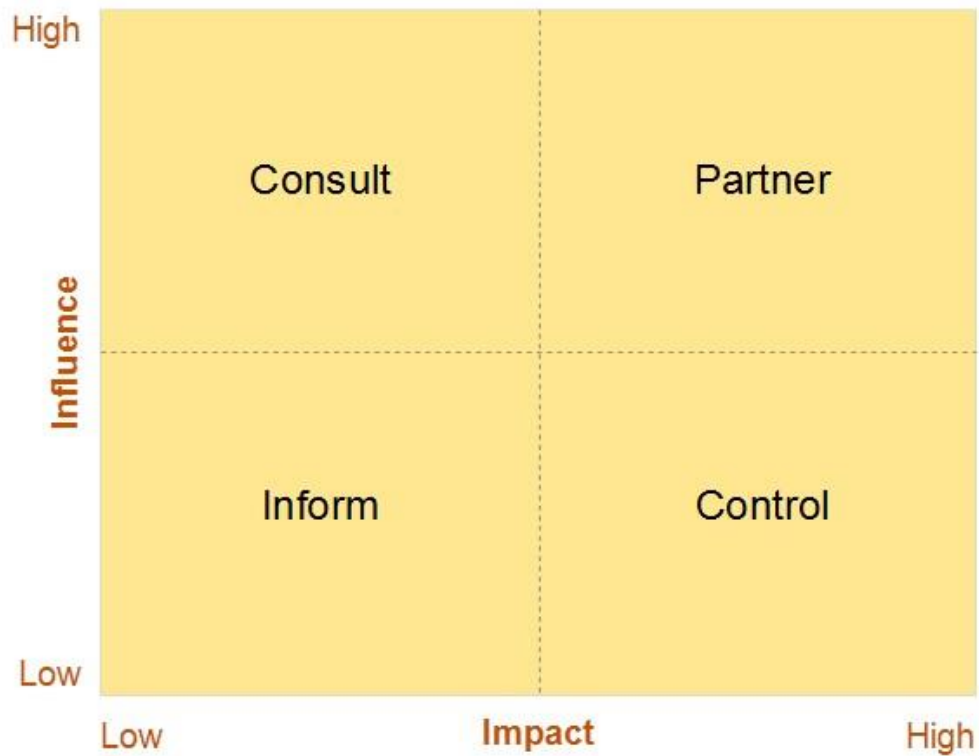 High
Consult
Partner
Influence
Inform
Control
Low
Low
Impact
High